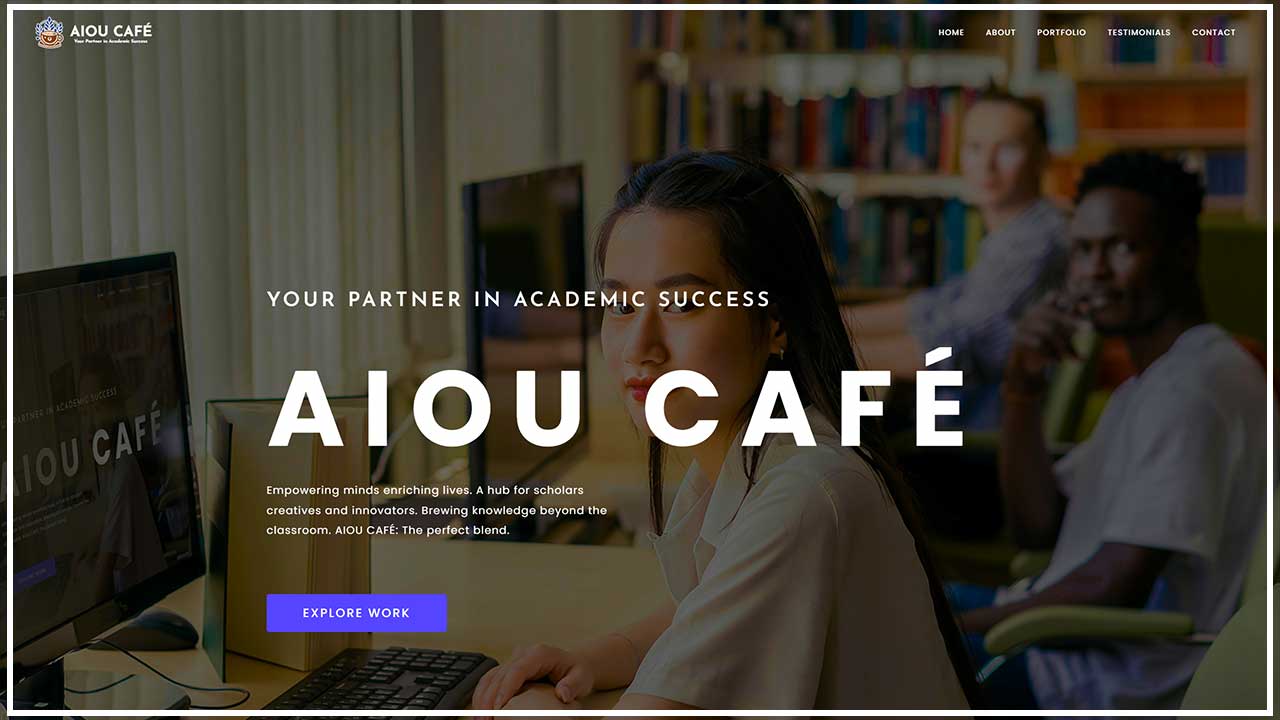 AIOU CAFÉ
Your Partner in Academic Success
HOME ABOUT PORTFOLIO TESTIMONIALS CONTACT
YOUR PARTNER IN ACADEMIC SUCCESS
AIOU CAFÉ
Empowering minds enriching lives. A hub for scholars
creatives and innovators. Brewing knowledge beyond the
classroom. AIOU CAFÉ: The perfect blend.
EXPLORE WORK
PARTNER IN ACADEMIC SUCCESS
AIOU CAFÉ